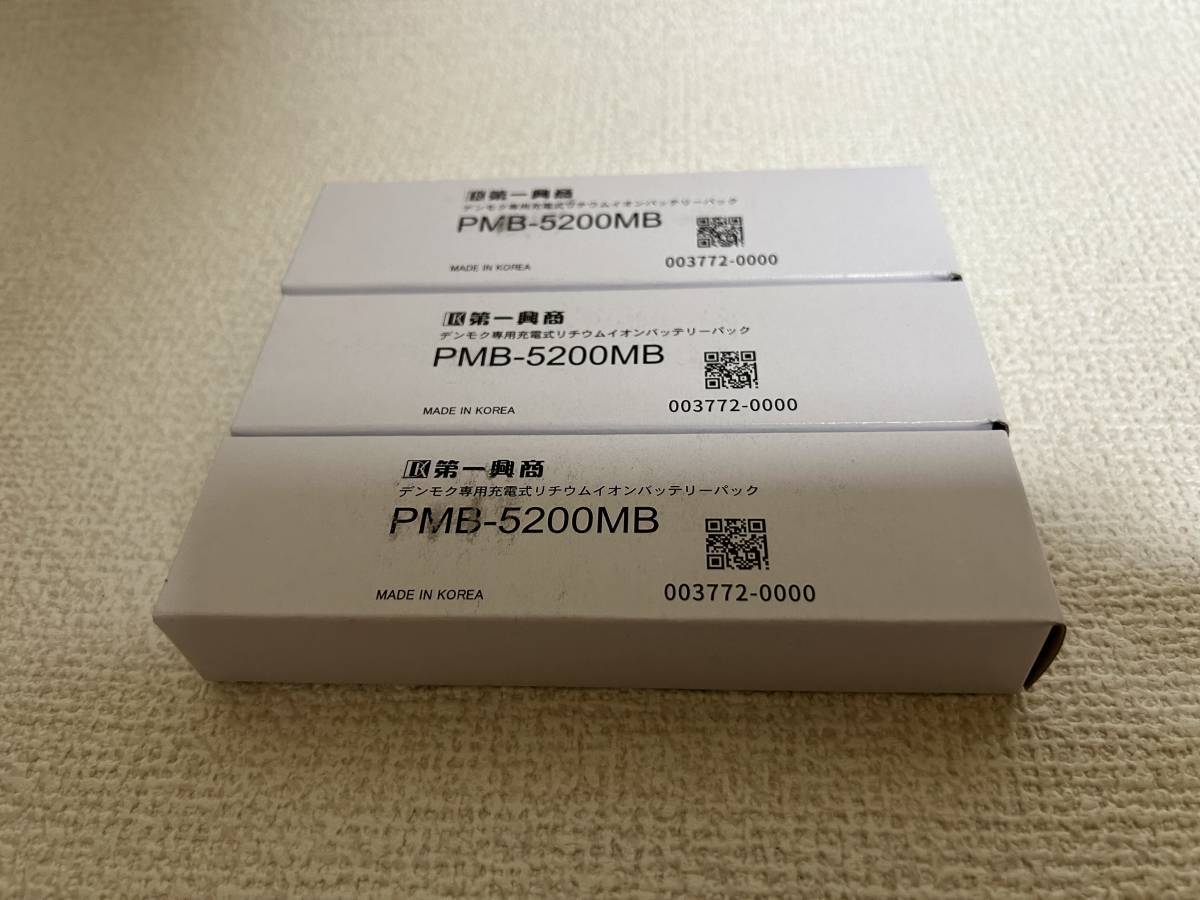 第一興商
デンモク専用充電式リチウムイオンバッテリーパック
PMB-5200MB
MADE IN KOREA
003772-0000
DK第一興商
デンモク専用充電式リチウムイオンバッテリーパック
PMB-5200MB
MADE IN KOREA
003772-0000
DK第一興商
デンモク専用充電式リチウムイオンバッテリーパック
PMB-5200MB
MADE IN KOREA
003772-0000